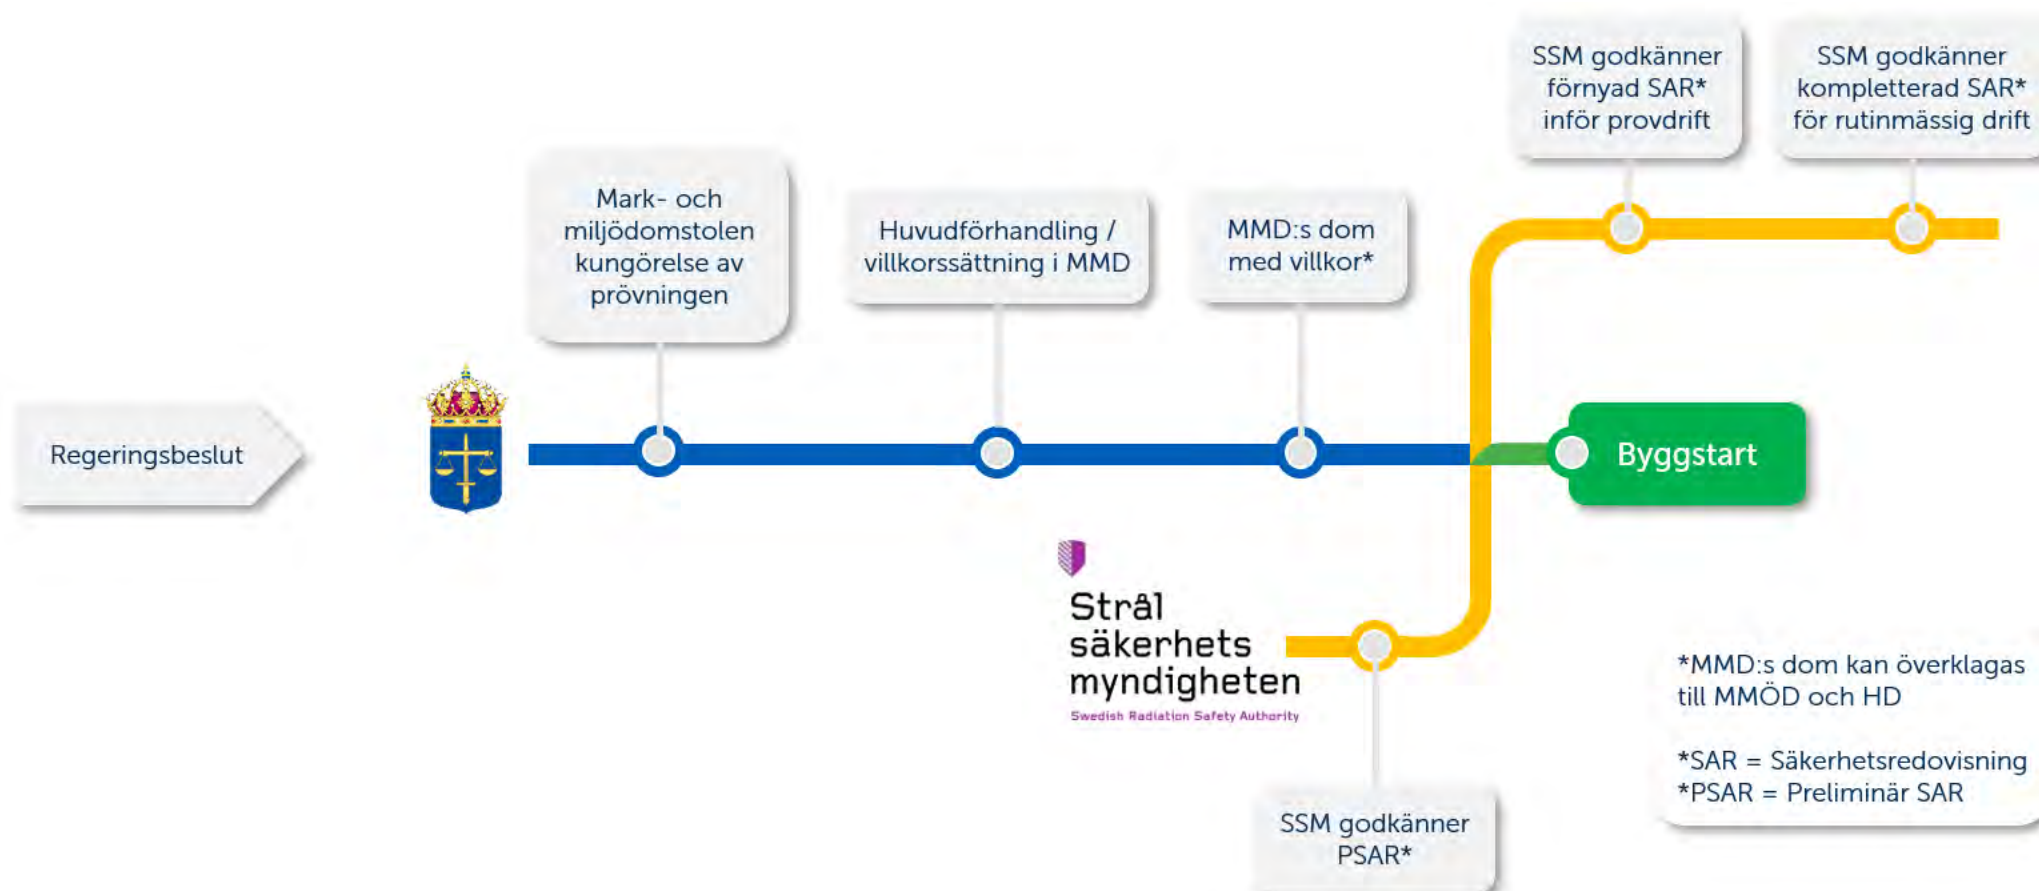 Regeringsbeslut
Mark- och
miljödomstolen
kungörelse av
prövningen
Huvudförhandling /
villkorssättning i MMD
MMD:s dom
med villkor*
SSM godkänner
förnyad SAR*
inför provdrift
SSM godkänner
kompletterad SAR*
för rutinmässig drift
Byggstart
Strål
säkerhets
myndigheten
Swedish Radiation Safety Authority
SSM godkänner
PSAR*
*MMD:s dom kan överklagas
till MMÖD och HD
*SAR = Säkerhetsredovisning
*PSAR = Preliminär SAR